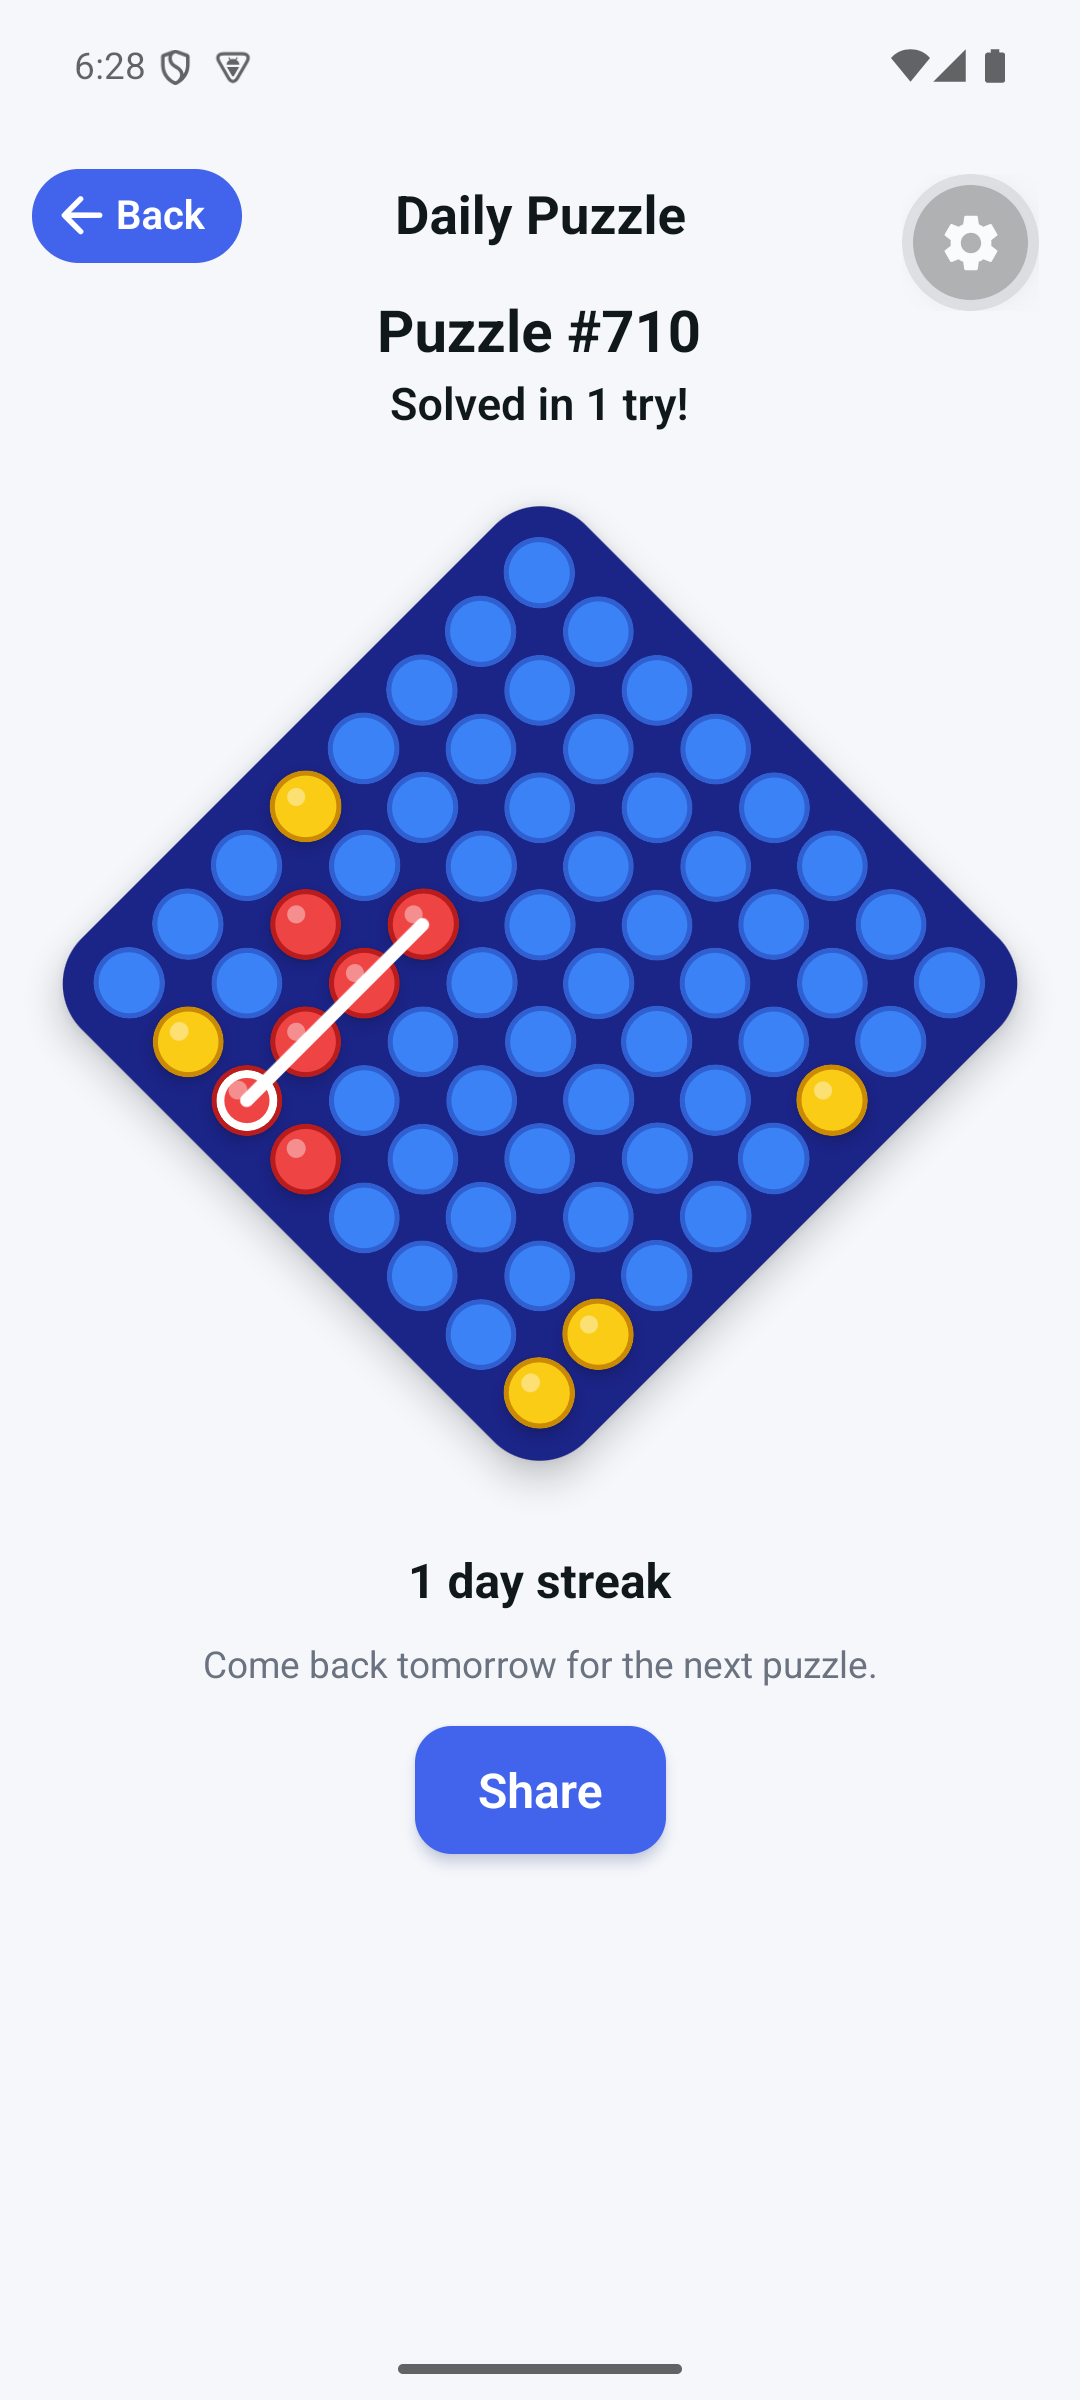 6:28
Back
Daily Puzzle
Puzzle #710
Solved in 1 try!
1 day streak
Come back tomorrow for the next puzzle.
Share